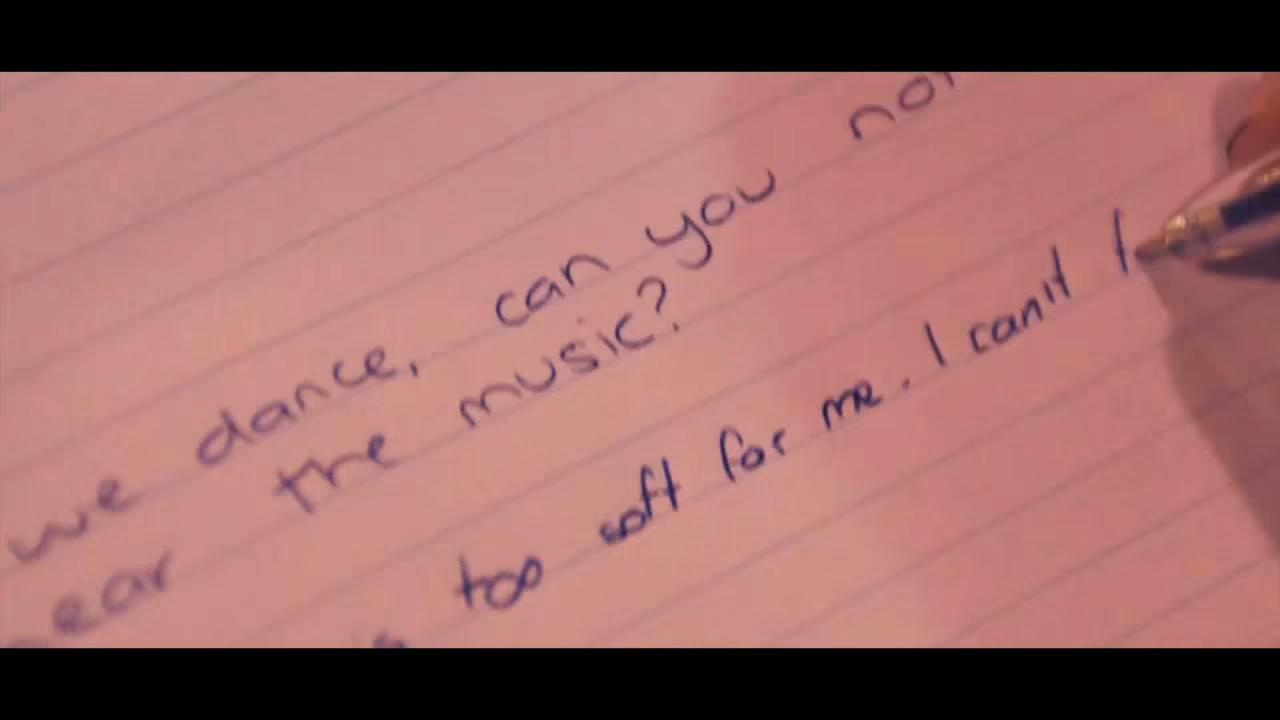 we dance, can you no
ear the music?
too soft for me. I can't